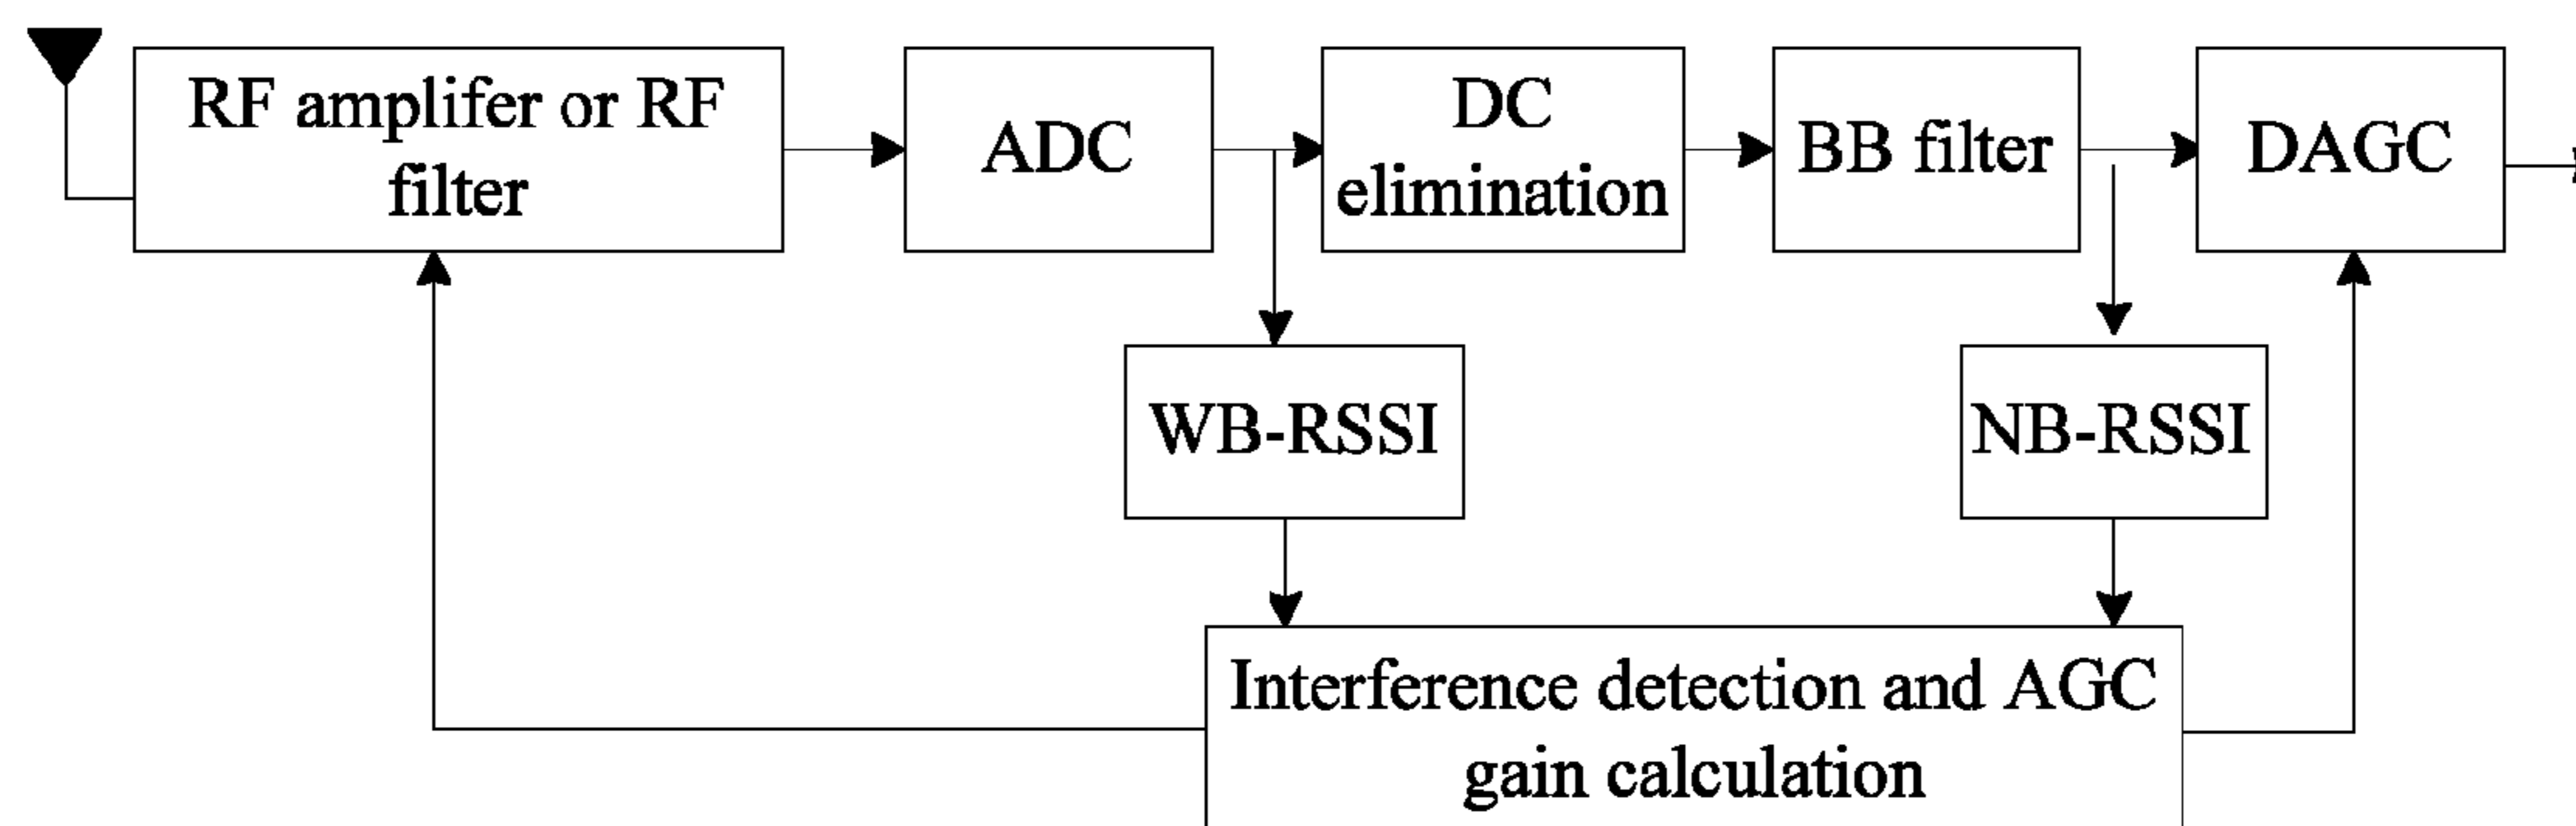 RF amplifer or RF
filter
ADC
DC
elimination
BB filter
DAGC
WB-RSSI
NB-RSSI
Interference detection and AGC
gain calculation